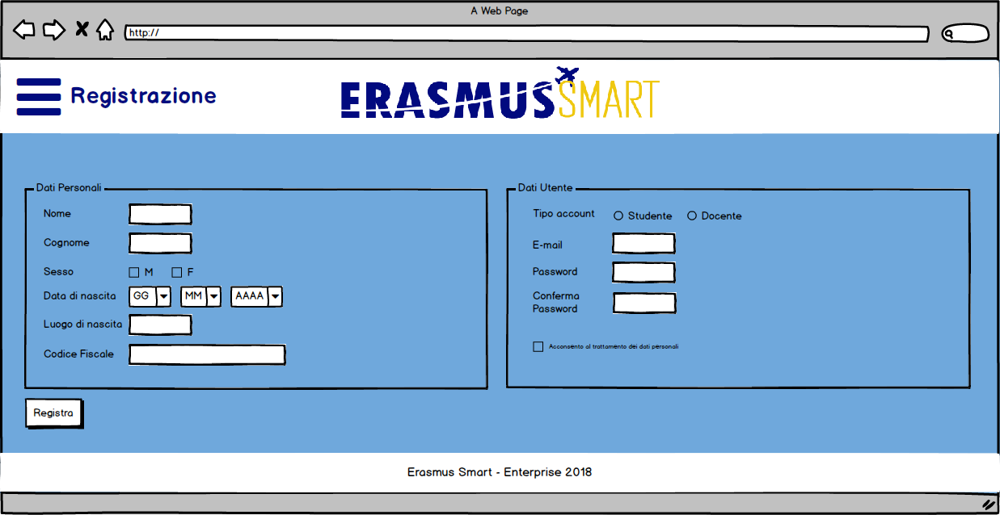 A Web Page
http://
Registrazione
ERASMUSSMART
Dati Personali
Nome
Cognome
Sesso
M
F
Data di nascita
GG
MM
AAAA
Luogo di nascita
Codice Fiscale
Dati Utente
Tipo account
Studente
Docente
E-mail
Password
Conferma
Password
Acconsento al trattamento dei dati personali
Registra
Erasmus Smart - Enterprise 2018